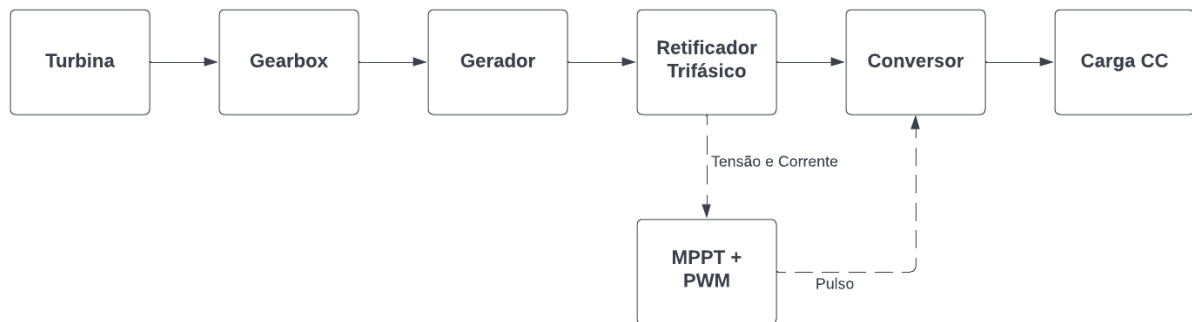 Turbina
Gearbox
Gerador
Retificador
Trifásico
Conversor
Carga CC
Tensão e Corrente
MPPT +
PWM
Pulso